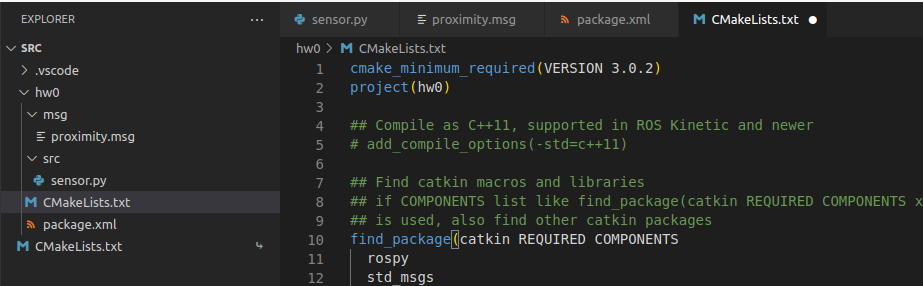 EXPLORER
SRC
.vscode
hw0
msg
proximity.msg
src
sensor.py
CMakeLists.txt
package.xml
CMakeLists.txt
sensor.py
proximity.msg
package.xml
CMakeLists.txt
hw0 > CMakeLists.txt
1 cmake_minimum_required(VERSION 3.0.2)
2 project(hw0)
3
4 ## Compile as C++11, supported in ROS Kinetic and newer
5 # add_compile_options(-std=c++11)
6
7 ## Find catkin macros and libraries
8 ## if COMPONENTS list like find_package(catkin REQUIRED COMPONENTS x
9 ## is used, also find other catkin packages
10 find_package(catkin REQUIRED COMPONENTS
11 rospy
12 std_msgs